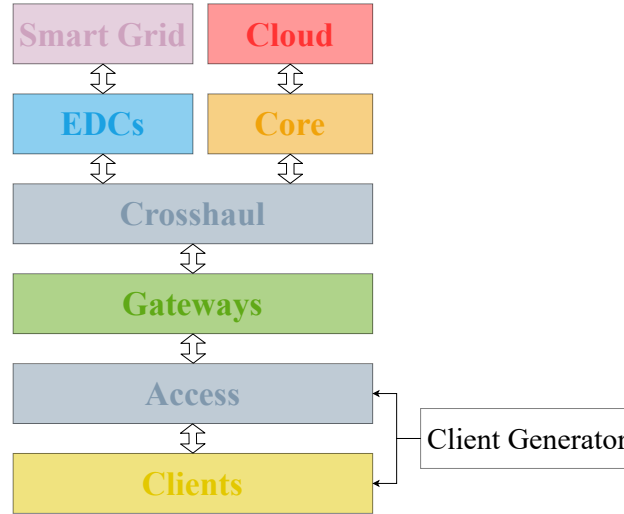 Smart Grid
Cloud
EDCs
Core
Crosshaul
Gateways
Access
Client Generator
Clients